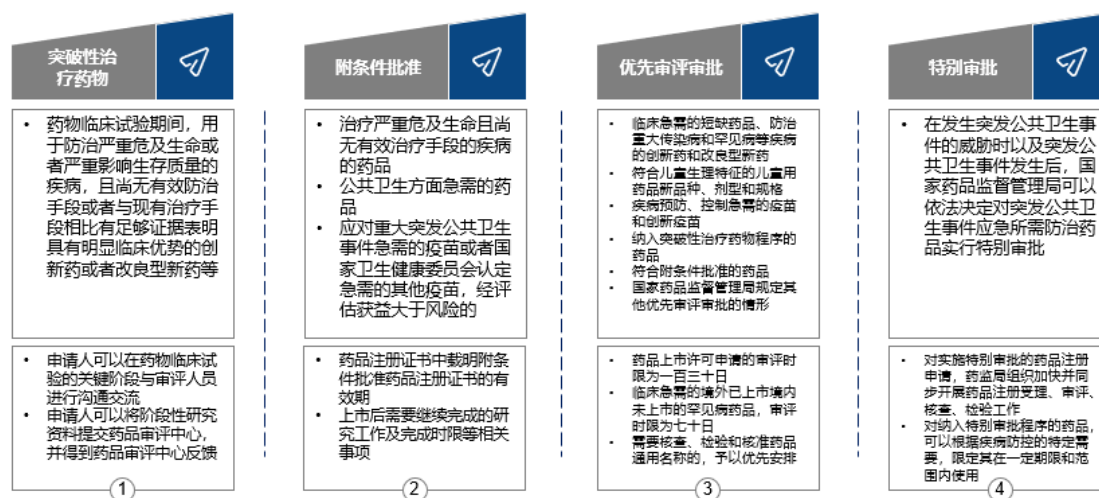 突破性治
疗药物
• 药物临床试验期间，用
于防治严重危及生命或
者严重影响生存质量的
疾病，且尚无有效防治
手段或者与现有治疗手
段相比有足够证据表明
具有明显临床优势的创
新药或者改良型新药等
• 申请人可以在药物临床试
验的关键阶段与审评人员
进行沟通交流
• 申请人可以将阶段性研究
资料提交药品审评中心，
并得到药品审评中心反馈
1
附条件批准
• 治疗严重危及生命且尚
无有效治疗手段的疾病
的药品
• 公共卫生方面急需的药
品
• 应对重大突发公共卫生
事件急需的疫苗或者国
家卫生健康委员会认定
急需的其他疫苗，经评
估获益大于风险的
• 药品注册证书中载明附条
件批准药品注册证书的有
效期
• 上市后需要继续完成的研
究工作及完成时限等相关
事项
2
优先审评审批
• 临床急需的短缺药品、防治
重大传染病和罕见病等疾病
的创新药和改良型新药
• 符合儿童生理特征的儿童用
药品新品种、剂型和规格
• 疾病预防、控制急需的疫苗
和创新疫苗
• 纳入突破性治疗药物程序的
药品
• 符合附条件批准的药品
• 国家药品监督管理局规定其
他优先审评审批的情形
• 药品上市许可申请的审评时
限为一百三十日
• 临床急需的境外已上市境内
未上市的罕见病药品，审评
时限为七十日
• 需要核查、检验和核准药品
通用名称的，予以优先安排
3
特别审批
• 在发生突发公共卫生事
件的威胁时以及突发公
共卫生事件发生后，国
家药品监督管理局可以
依法决定对突发公共卫
生事件应急所需防治药
品实行特别审批
• 对实施特别审批的药品注册
申请，药监局组织加快并同
步开展药品注册受理、审评、
核查、检验工作
• 对纳入特别审批程序的药品，
可以根据疾病防控的特定需
要，限定其在一定期限和范
围内使用
4